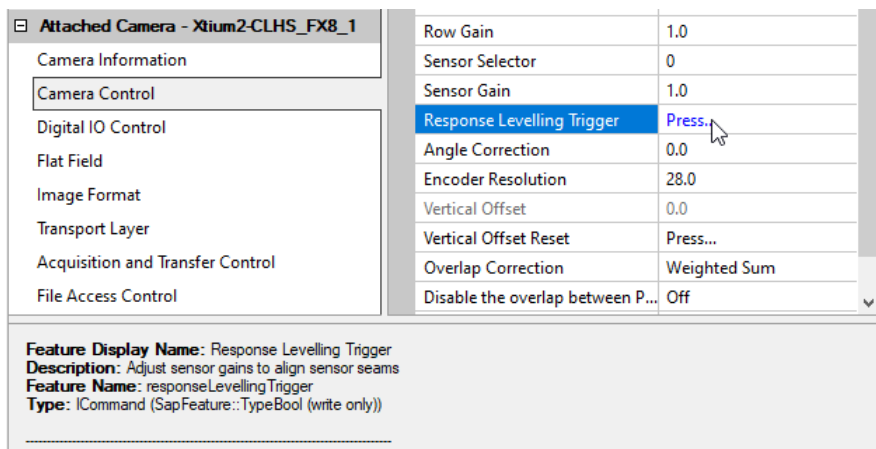 Attached Camera - Xtium2-CLHS_FX8_1
Camera Information
Camera Control
Digital IO Control
Flat Field
Image Format
Transport Layer
Acquisition and Transfer Control
File Access Control
Row Gain 1.0
Sensor Selector 0
Sensor Gain 1.0
Response Levelling Trigger Press...
Angle Correction 0.0
Encoder Resolution 28.0
Vertical Offset 0.0
Vertical Offset Reset Press...
Overlap Correction Weighted Sum
Disable the overlap between P... Off
Feature Display Name: Response Levelling Trigger
Description: Adjust sensor gains to align sensor seams
Feature Name: responseLevellingTrigger
Type: ICommand (SapFeature::TypeBool (write only))